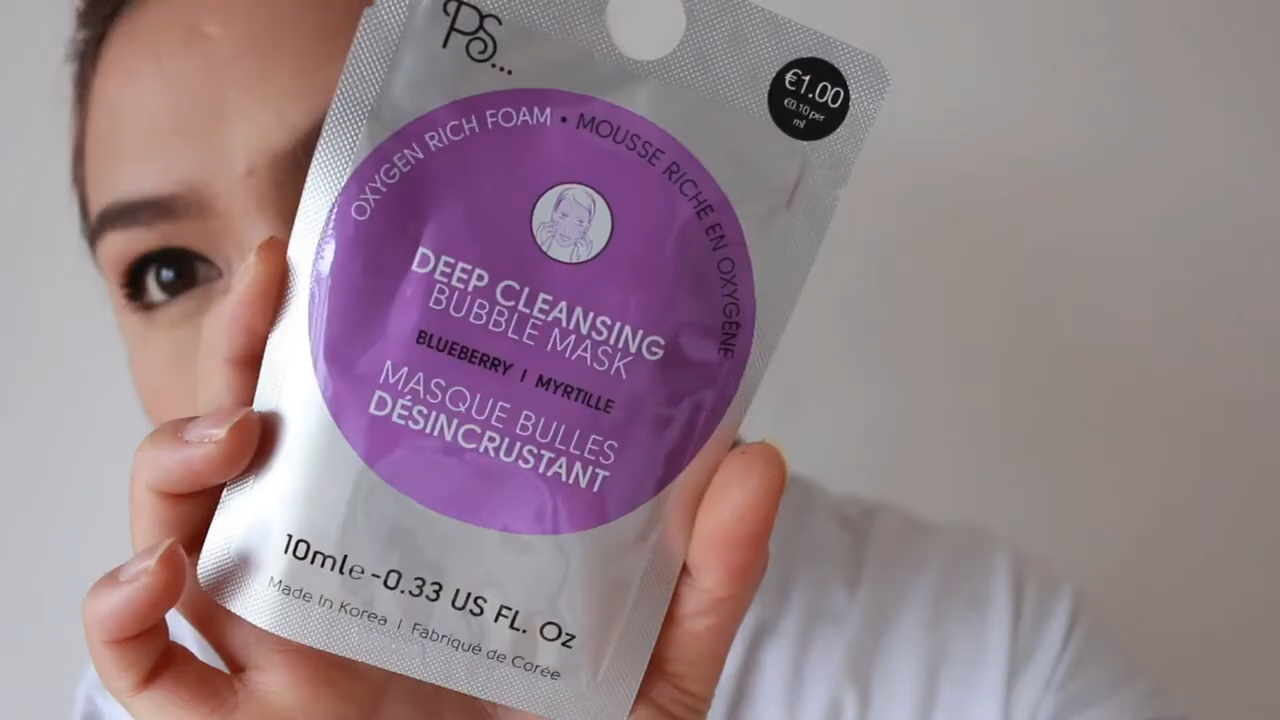 PS...
€1.00
€0.10 per
ml
OXYGEN RICH FOAM • MOUSSE RICHE EN OXYGÈNE
DEEP CLEANSING
BUBBLE MASK
BLUEBERRY | MYRTILLE
MASQUE BULLES
DÉSINCRUSTANT
10mle-0.33 US FL. Oz
Made In Korea | Fabriqué de Corée